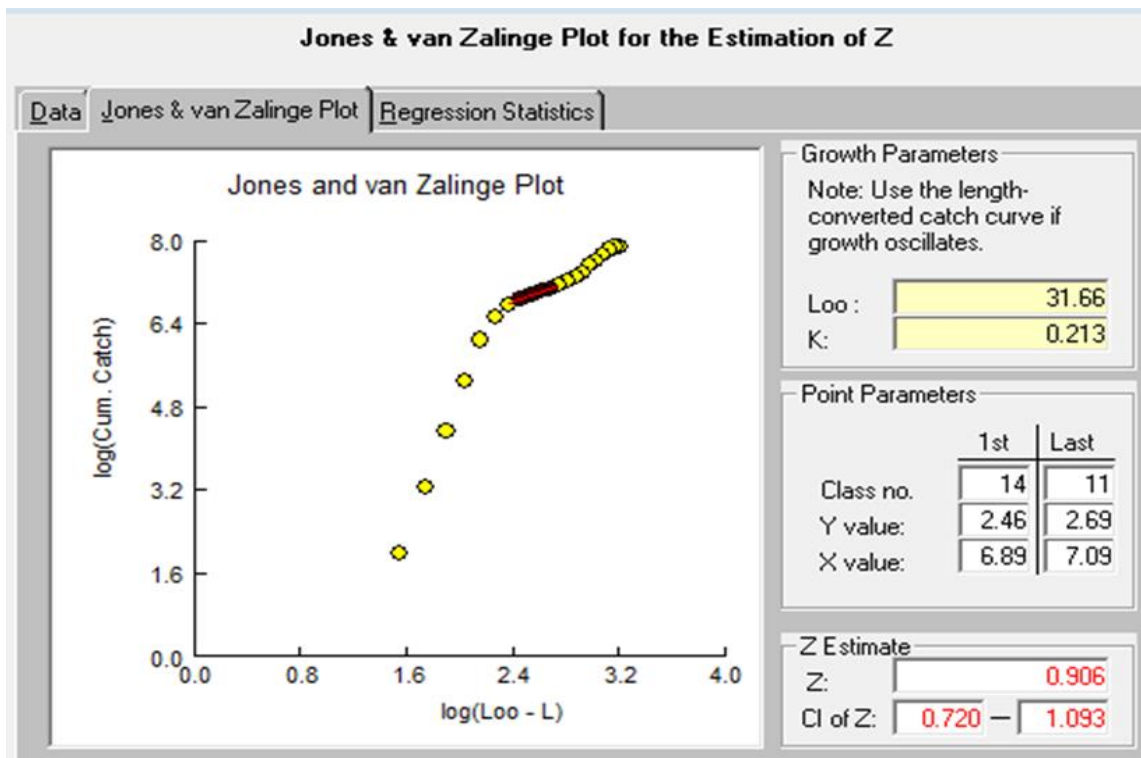 Jones & van Zalinge Plot for the Estimation of Z
Data Jones & van Zalinge Plot Regression Statistics
Jones and van Zalinge Plot
log(Cum. Catch)
8.0
6.4
4.8
3.2
1.6
0.0
0.0 0.8 1.6 2.4 3.2 4.0
log(Loo - L)
Growth Parameters
Note: Use the length-
converted catch curve if
growth oscillates.
Loo : 31.66
K: 0.213
Point Parameters
1st Last
Class no. 14 11
Y value: 2.46 2.69
X value: 6.89 7.09
Z Estimate
Z: 0.906
CI of Z: 0.720 — 1.093